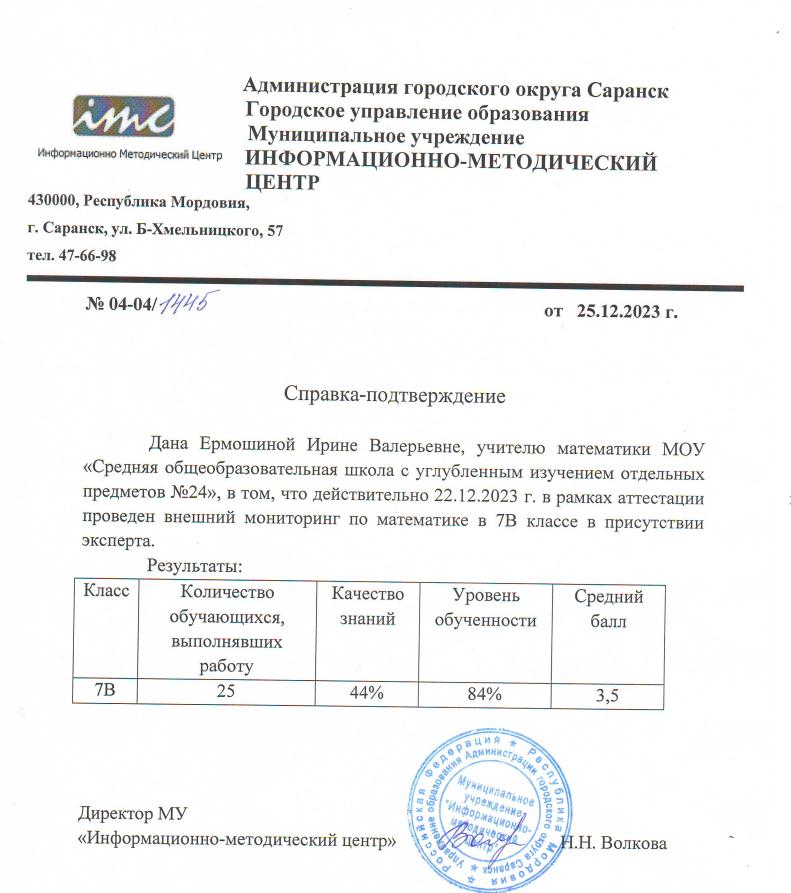 imc
Информационно Методический Центр
Администрация городского округа Саранск
Городское управление образования
Муниципальное учреждение
ИНФОРМАЦИОННО-МЕТОДИЧЕСКИЙ
ЦЕНТР
430000, Республика Мордовия,
г. Саранск, ул. Б-Хмельницкого, 57
тел. 47-66-98
№ 04-04/1445
от 25.12.2023 г.
Справка-подтверждение
Дана Ермошиной Ирине Валерьевне, учителю математики МОУ
«Средняя общеобразовательная школа с углубленным изучением отдельных
предметов №24», в том, что действительно 22.12.2023 г. в рамках аттестации
проведен внешний мониторинг по математике в 7В классе в присутствии
эксперта.
Результаты:
Класс Количество обучающихся, выполнявших работу Качество знаний Уровень обученности Средний балл
7В 25 44% 84% 3,5
Российская Федерация ★ Республика Мордовия ★
Управление образования Администрации городского округа Саранск ★
Муниципальное
учреждение
"Информационно-
методический
центр"
Директор МУ
«Информационно-методический центр» Н.Н. Волкова